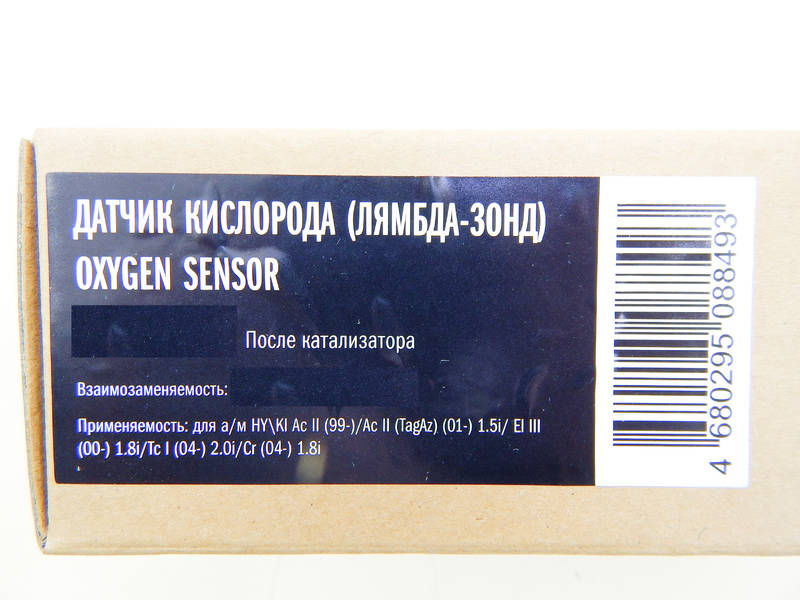 ДАТЧИК КИСЛОРОДА (ЛЯМБДА-ЗОНД)
OXYGEN SENSOR
После катализатора
Взаимозаменяемость:
Применяемость: для а/м HY\KI Ac II (99-)/Ac II (TagAz) (01-) 1.5i/ El III
(00-) 1.8i/Tc I (04-) 2.0i/Cr (04-) 1.8i
4 680295 088493